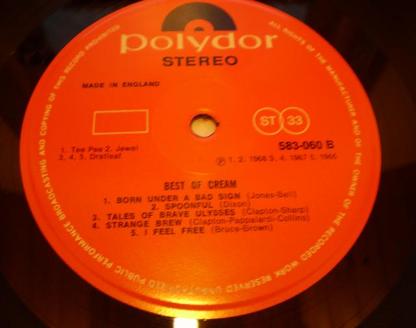 polydor
STEREO
MADE IN ENGLAND
ST 33
583-060 B
1. Tee Pee 2. Jewel
3, 4, 5. Dratleaf
Ⓟ 1, 2, 1968 3, 4, 1967 5, 1966
BEST OF CREAM
1. BORN UNDER A BAD SIGN (Jones-Bell)
2. SPOONFUL (Dixon)
3. TALES OF BRAVE ULYSSES (Clapton-Sharp)
4. STRANGE BREW (Clapton-Pappalardi-Collins)
5. I FEEL FREE (Bruce-Brown)
ALL RIGHTS OF THE MANUFACTURER AND OF THE OWNER OF THE RECORDED WORK RESERVED PUBLIC PERFORMANCE BROADCASTING AND COPYING OF THIS RECORD PROHIBITED